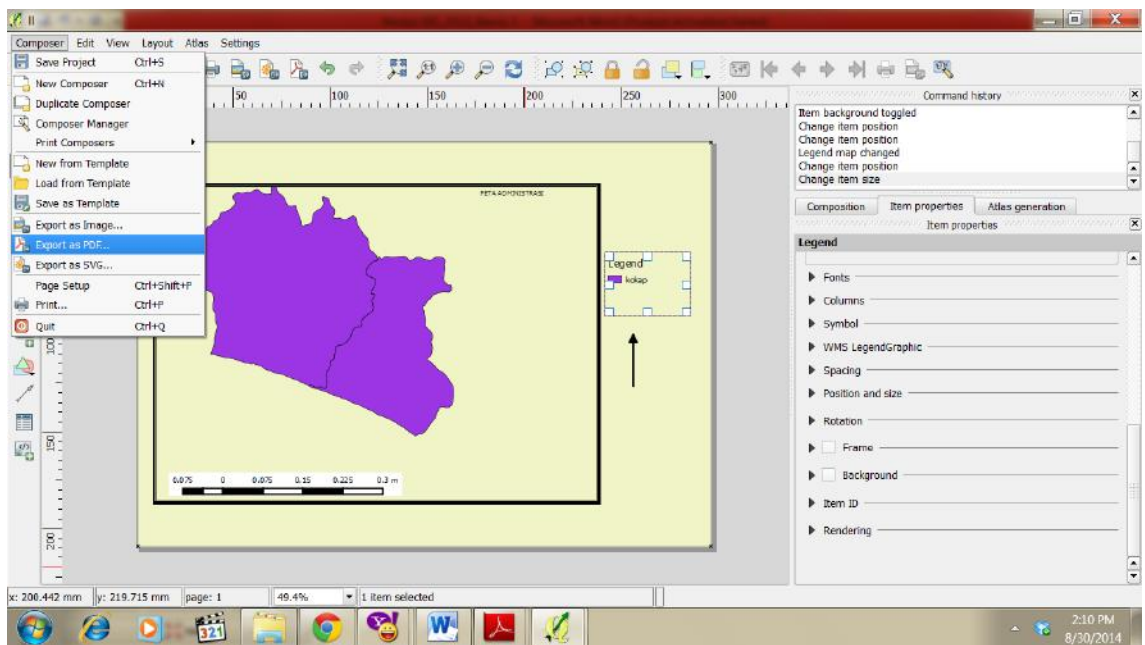 Composer Edit View Layout Atlas Settings
Save Project Ctrl+S
New Composer Ctrl+N
Duplicate Composer
Composer Manager
Print Composers
New from Template
Load from Template
Save as Template
Export as Image...
Export as PDF...
Export as SVG...
Page Setup Ctrl+Shift+P
Print... Ctrl+P
Quit Ctrl+Q
50 100 150 200 250 300
100
150
200
PETA ADMINISTRASI
Legend
kokap
0.075 0 0.075 0.15 0.225 0.3 m
Command history
Item background toggled
Change item position
Change item position
Legend map changed
Change item position
Change item size
Composition Item properties Atlas generation
Item properties
Legend
Fonts
Columns
Symbol
WMS LegendGraphic
Spacing
Position and size
Rotation
Frame
Background
Item ID
Rendering
x: 200.442 mm y: 219.715 mm page: 1 49.4% 1 item selected
321
2:10 PM
8/30/2014